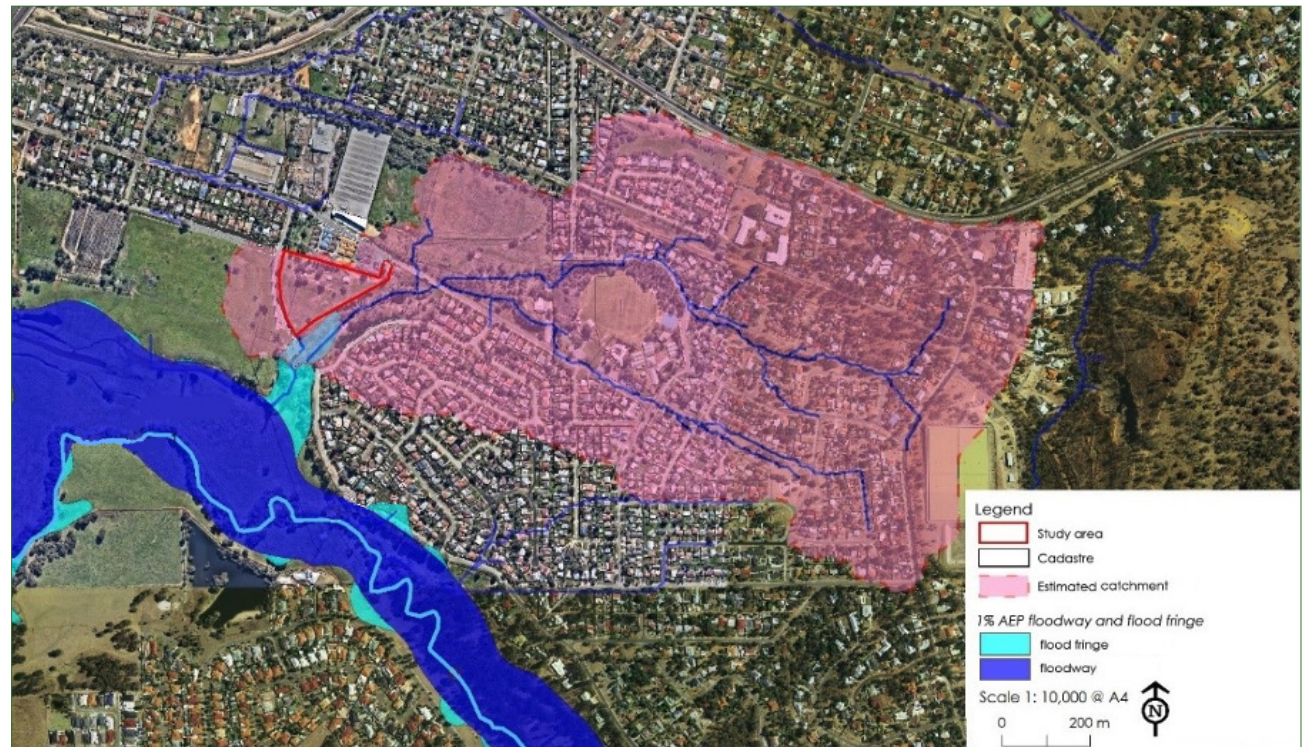 Legend
Study area
Cadastre
Estimated catchment
1% AEP floodway and flood fringe
flood fringe
floodway
Scale 1: 10,000 @ A4
N
0 200 m